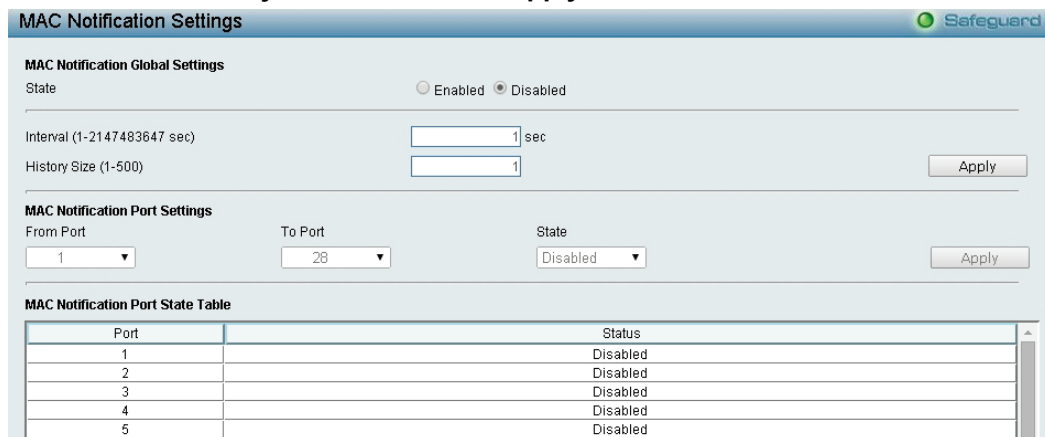 MAC Notification Settings Safeguard
MAC Notification Global Settings
State Enabled Disabled
Interval (1-2147483647 sec) 1 sec
History Size (1-500) 1 Apply
MAC Notification Port Settings
From Port To Port State
1 28 Disabled Apply
MAC Notification Port State Table
Port Status
1 Disabled
2 Disabled
3 Disabled
4 Disabled
5 Disabled